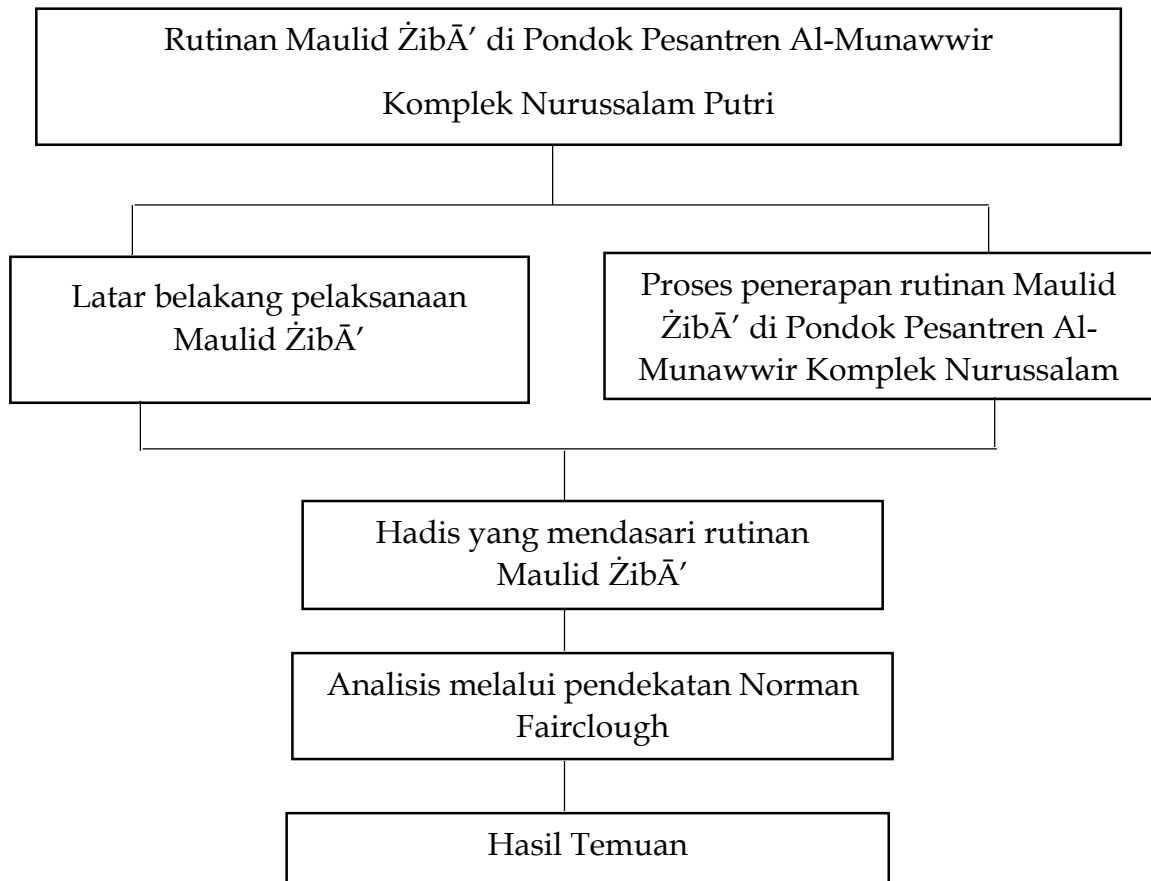 Rutinan Maulid ŻibĀ’ di Pondok Pesantren Al-Munawwir
Komplek Nurussalam Putri
Latar belakang pelaksanaan
Maulid ŻibĀ’
Proses penerapan rutinan Maulid
ŻibĀ’ di Pondok Pesantren Al-
Munawwir Komplek Nurussalam
Hadis yang mendasari rutinan
Maulid ŻibĀ’
Analisis melalui pendekatan Norman
Fairclough
Hasil Temuan